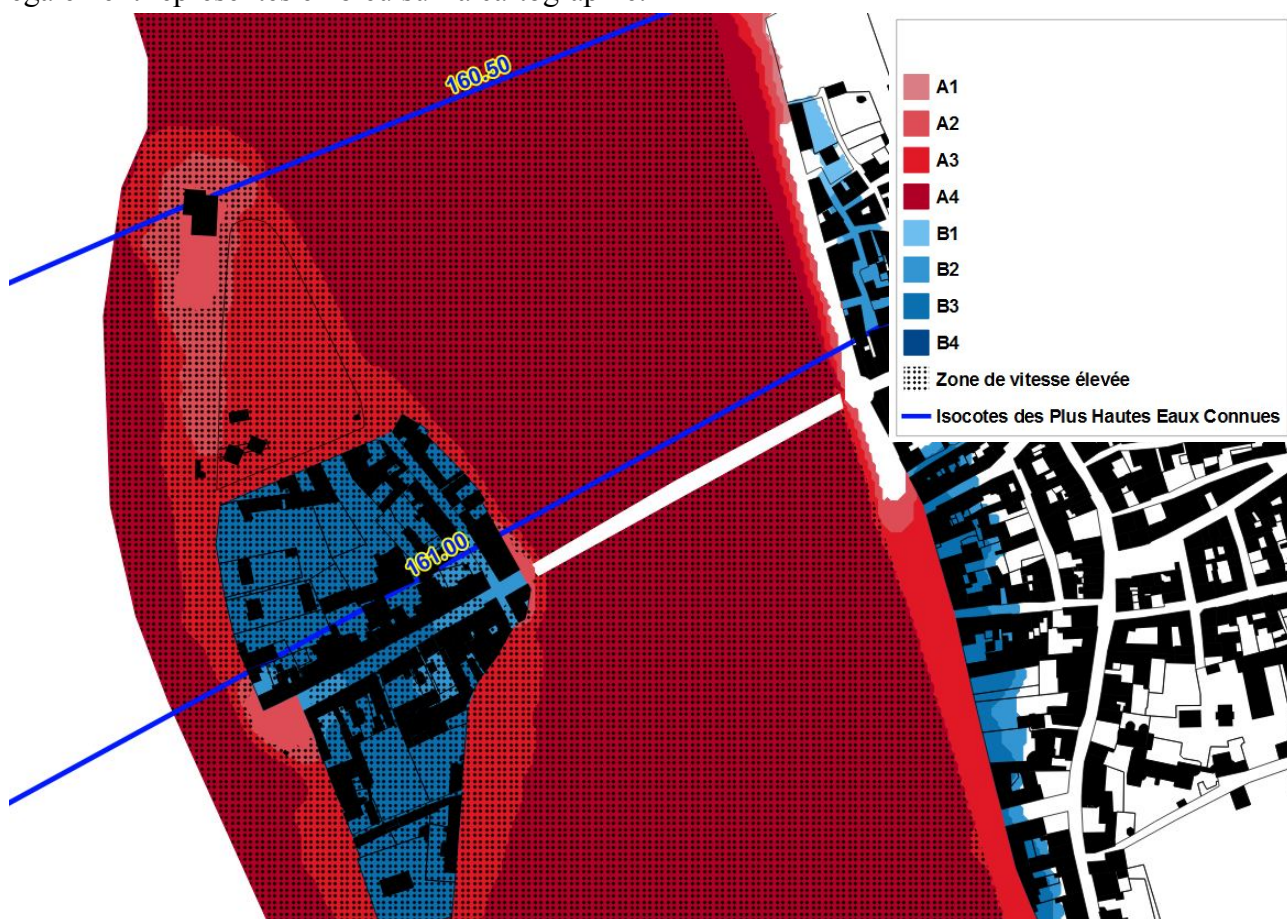 160.50
A1
A2
A3
A4
B1
B2
B3
B4
Zone de vitesse élevée
Isocotes des Plus Hautes Eaux Connues
161.00